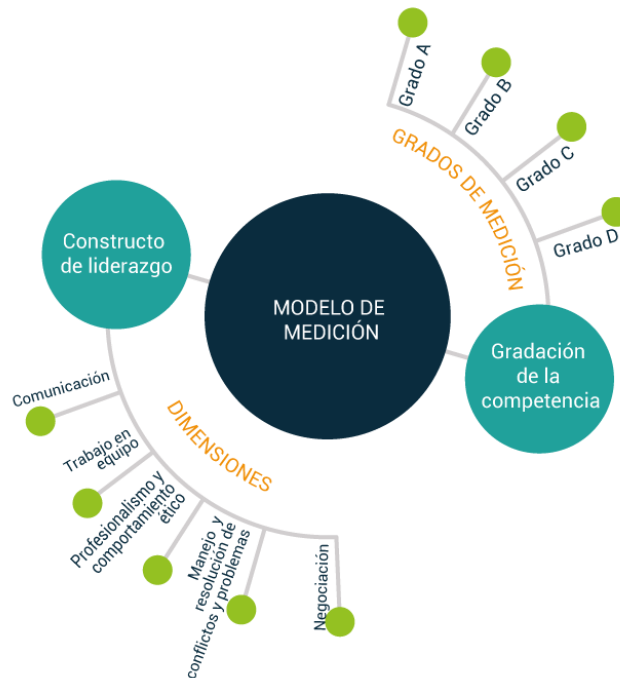 Grado A
Grado B
Grado C
Grado D
GRADOS DE MEDICIÓN
Constructo
de liderazgo
MODELO DE
MEDICIÓN
Gradación
de la
competencia
DIMENSIONES
Comunicación
Trabajo en
equipo
Profesionalismo y
comportamiento
ético
Manejo y
resolución de
conflictos y problemas
Negociación